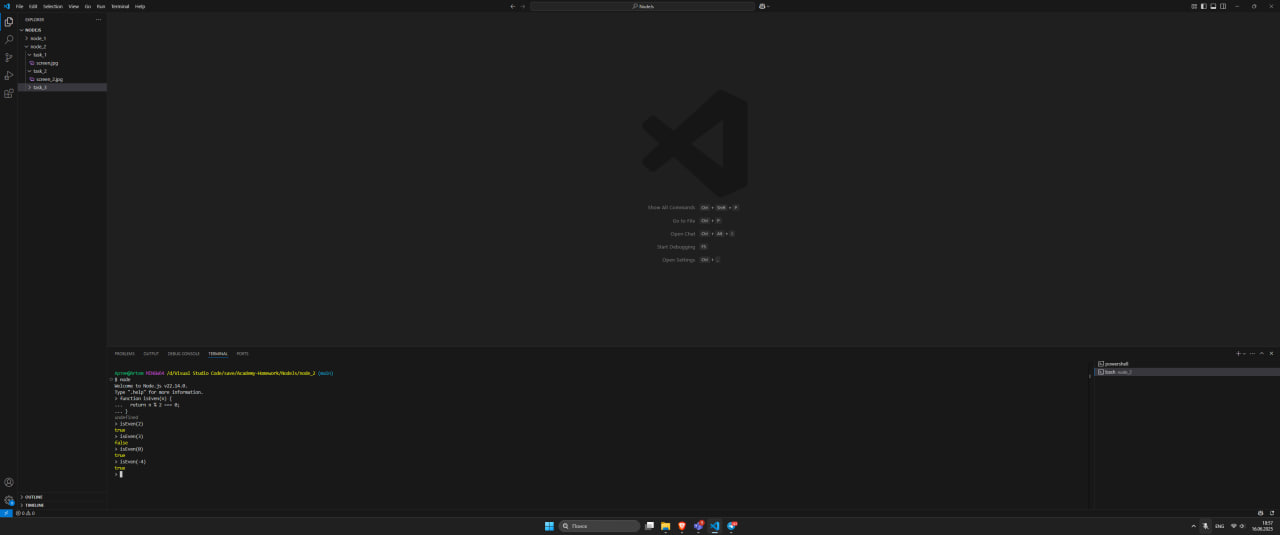 File Edit Selection View Go Run Terminal Help
NodeJs
EXPLORER
NODEJS
node_1
node_2
task_1
screen.jpg
task_2
screen_2.jpg
task_3
Show All Commands Ctrl + Shift + P
Go to File Ctrl + P
Open Chat Ctrl + Alt + I
Start Debugging F5
Open Settings Ctrl + ,
PROBLEMS OUTPUT DEBUG CONSOLE TERMINAL PORTS
MINGW64 /d/Visual Studio Code/save/Academy-Homework/NodeJs/node_2 (main)
$ node
Welcome to Node.js v22.14.0.
Type ".help" for more information.
> function isEven(n) {
... return n % 2 === 0;
... }
undefined
> isEven(2)
true
> isEven(3)
false
> isEven(0)
true
> isEven(-4)
true
>
powershell
bash node_2
OUTLINE
TIMELINE
0 0
Поиск
ENG
18:57
16.06.2025